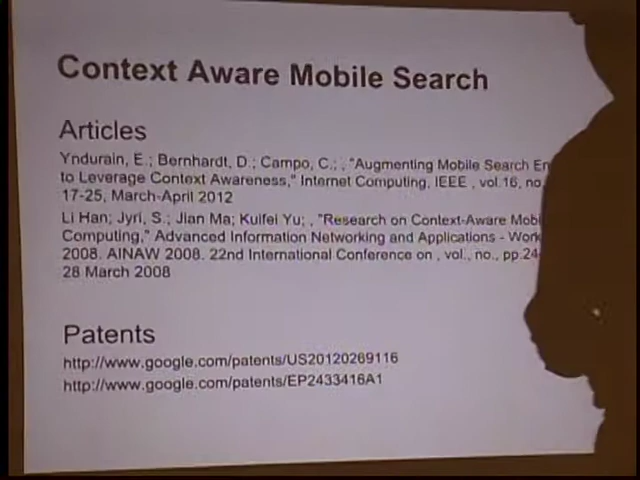 Context Aware Mobile Search
Articles
Yndurain, E.; Bernhardt, D.; Campo, C.; , "Augmenting Mobile Search
to Leverage Context Awareness," Internet Computing, IEEE , vol.16, no.
17-25, March-April 2012
Li Han; Jyri, S.; Jian Ma; Kuifei Yu; , "Research on Context-Aware
Computing," Advanced Information Networking and Applications -
2008. AINAW 2008. 22nd International Conference on , vol., no., pp.24
28 March 2008
Patents
http://www.google.com/patents/US20120269116
http://www.google.com/patents/EP2433416A1